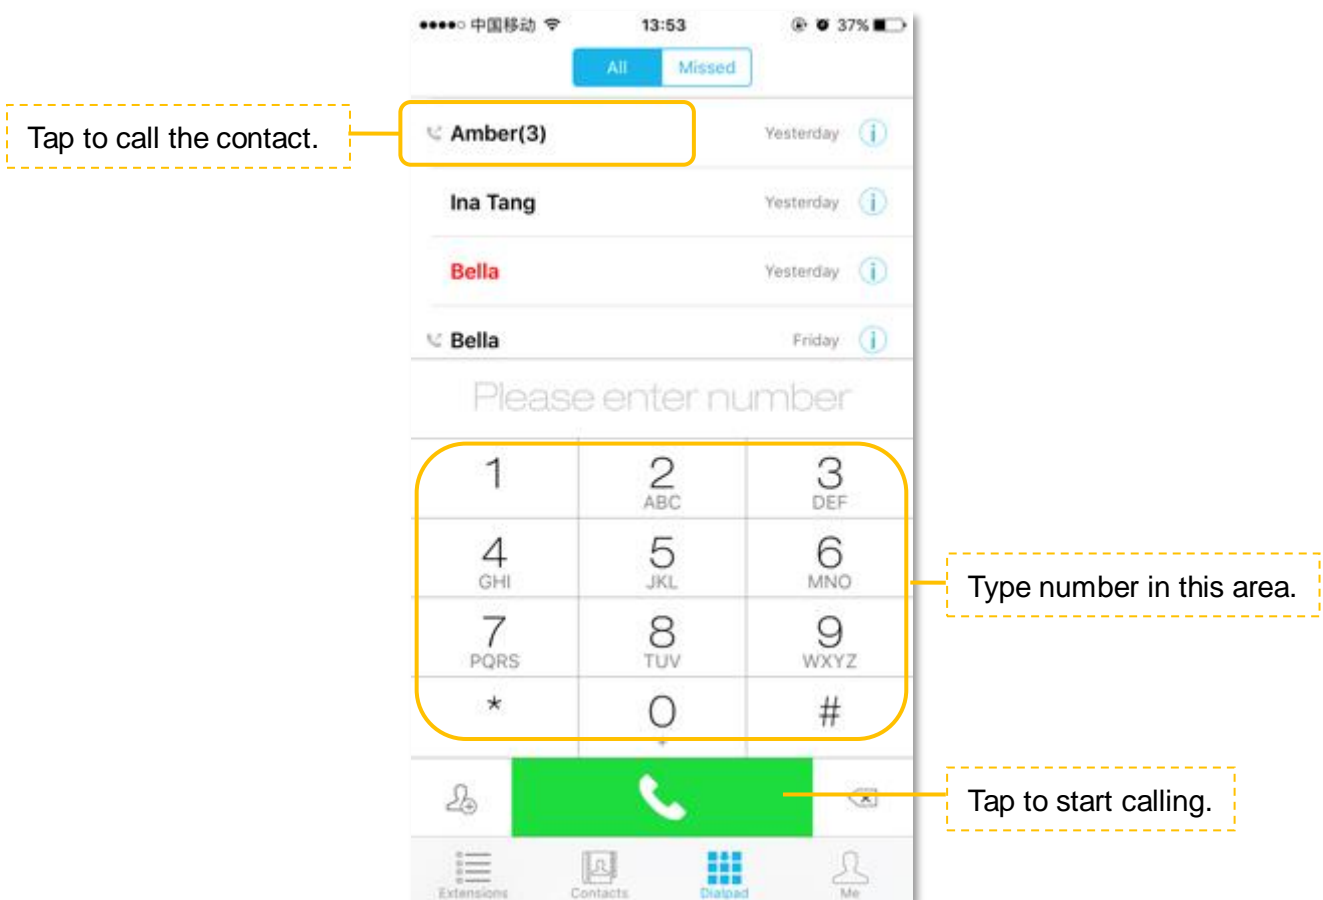 中国移动 13:53 37%
All Missed
Tap to call the contact.
Amber(3) Yesterday
Ina Tang Yesterday
Bella Yesterday
Bella Friday
Please enter number
1 2 3
ABC DEF
4 5 6
GHI JKL MNO
Type number in this area.
7 8 9
PQRS TUV WXYZ
* 0 #
+
Tap to start calling.
Extensions Contacts Dialpad Me